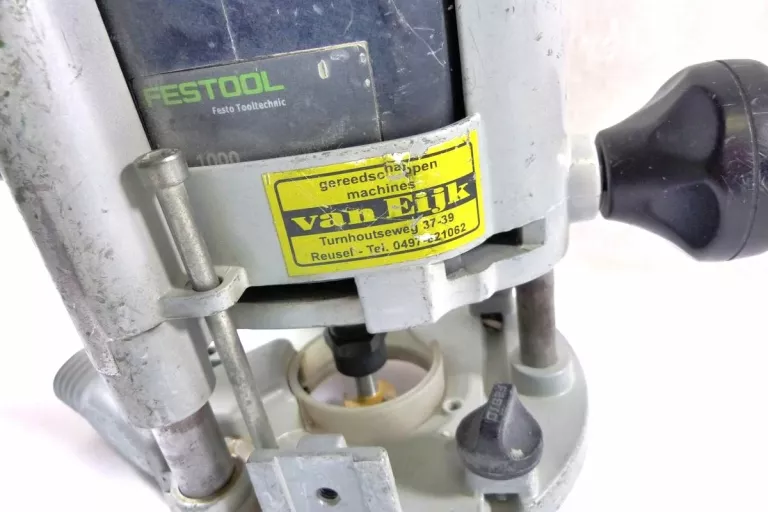 FESTOOL
Festo Tooltechnic
1000
gereedschappen
machines
van Eijk
Turnhoutseweg 37-39
Reusel - Tel. 0497-621062